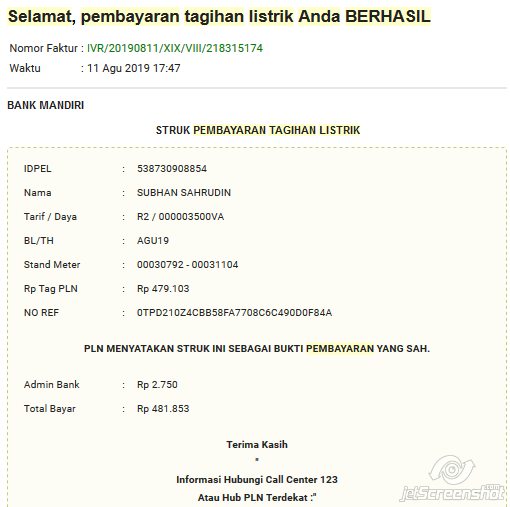 Selamat, pembayaran tagihan listrik Anda BERHASIL
Nomor Faktur : IVR/20190811/XIX/VIII/218315174
Waktu : 11 Agu 2019 17:47
BANK MANDIRI
STRUK PEMBAYARAN TAGIHAN LISTRIK
IDPEL : 538730908854
Nama : SUBHAN SAHRUDIN
Tarif / Daya : R2 / 000003500VA
BL/TH : AGU19
Stand Meter : 00030792 - 00031104
Rp Tag PLN : Rp 479.103
NO REF : 0TPD210Z4CBB58FA7708C6C490D0F84A
PLN MENYATAKAN STRUK INI SEBAGAI BUKTI PEMBAYARAN YANG SAH.
Admin Bank : Rp 2.750
Total Bayar : Rp 481.853
Terima Kasih
"
Informasi Hubungi Call Center 123
Atau Hub PLN Terdekat :"
jetScreenshot.com